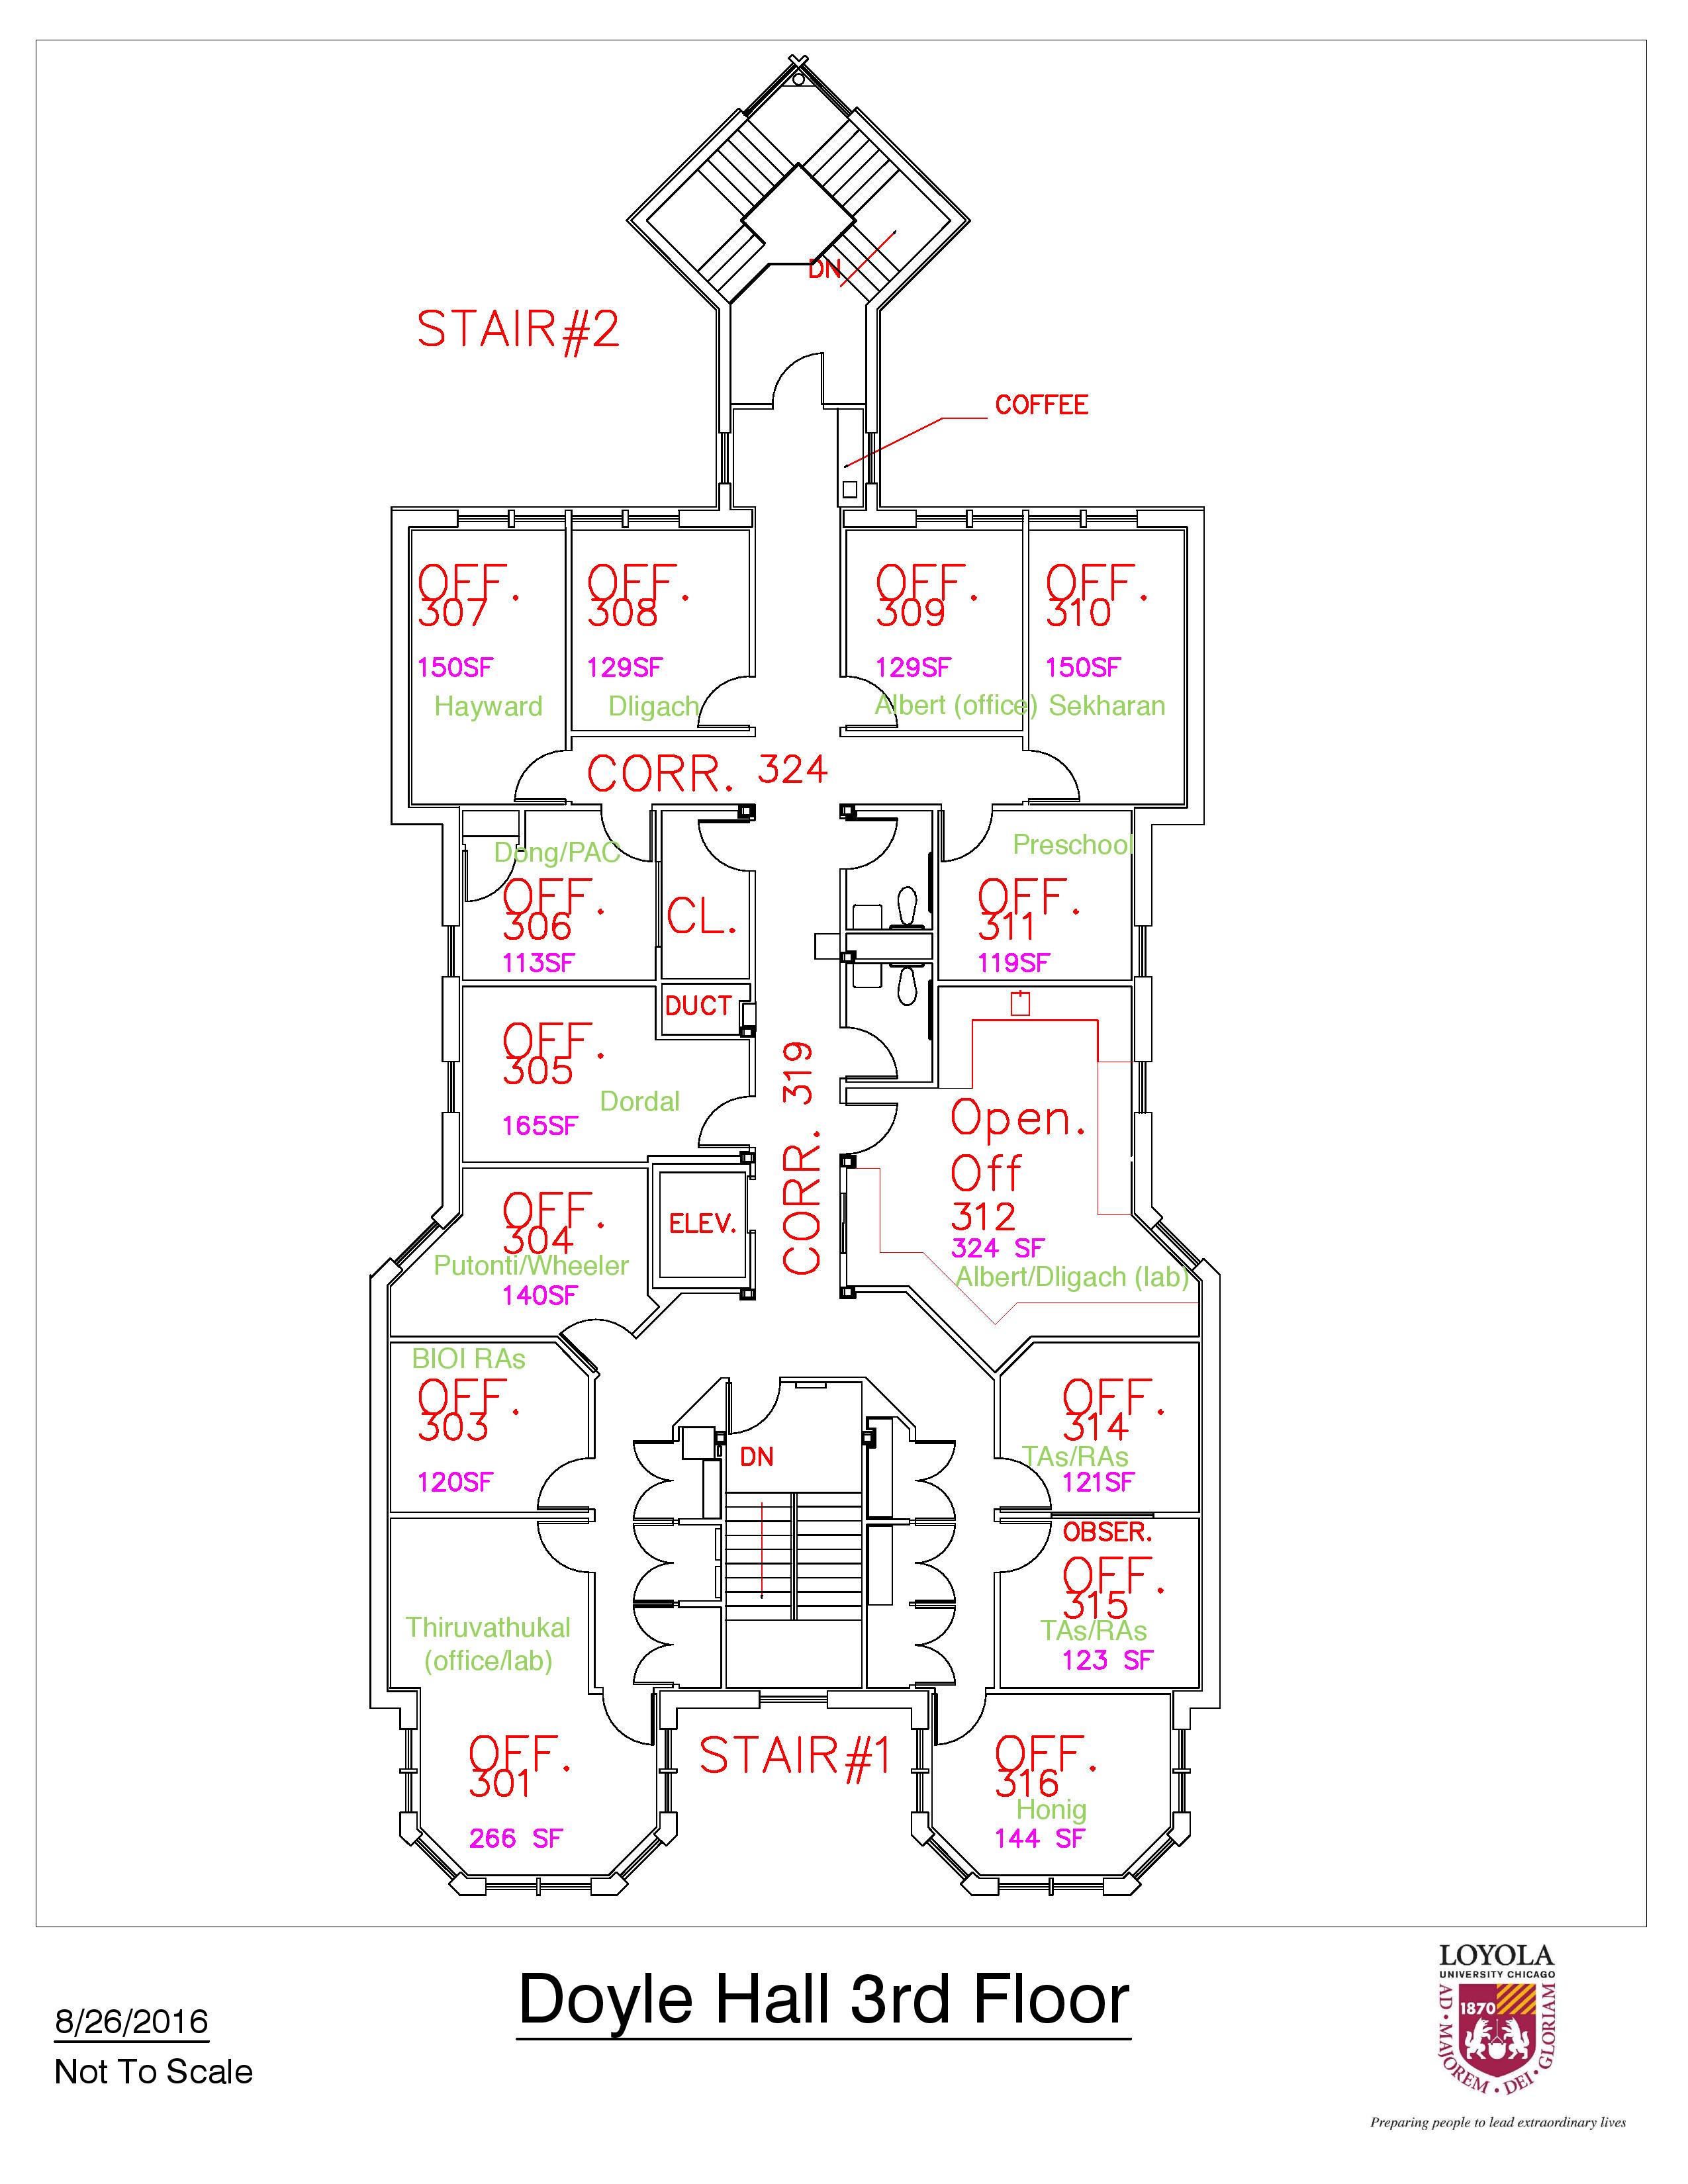 DN
STAIR#2
COFFEE
OFF.
307
150SF
Hayward
OFF.
308
129SF
Dligach
OFF.
309
129SF
Albert (office)
OFF.
310
150SF
Sekharan
CORR. 324
Dong/PAC
OFF.
306
113SF
CL.
Preschool
OFF.
311
119SF
DUCT
OFF.
305
Dordal
165SF
CORR. 319
Open.
Off
312
324 SF
Albert/Dligach (lab)
OFF.
304
Putonti/Wheeler
140SF
ELEV.
BIOI RAs
OFF.
303
120SF
DN
OFF.
314
TAs/RAs
121SF
OBSER.
OFF.
315
TAs/RAs
123 SF
Thiruvathukal
(office/lab)
OFF.
301
266 SF
STAIR#1
OFF.
316
Honig
144 SF
Doyle Hall 3rd Floor
8/26/2016
Not To Scale
LOYOLA
UNIVERSITY CHICAGO
1870
AD • MAJOREM • DEI • GLORIAM
Preparing people to lead extraordinary lives